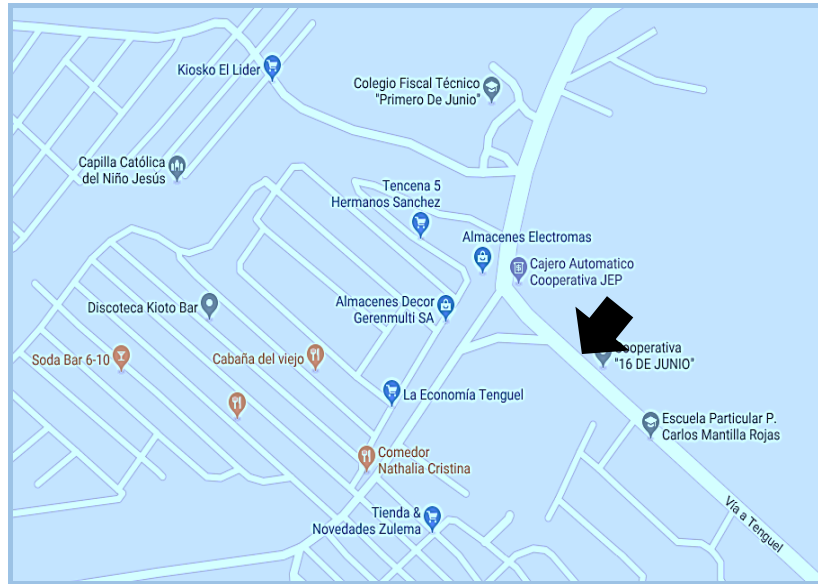 Kiosko El Lider
Colegio Fiscal Técnico
"Primero De Junio"
Capilla Católica
del Niño Jesús
Tencena 5
Hermanos Sanchez
Almacenes Electromas
Cajero Automatico
Cooperativa JEP
Discoteca Kioto Bar
Almacenes Decor
Gerenmulti SA
Soda Bar 6-10
Cabaña del viejo
Cooperativa
"16 DE JUNIO"
La Economía Tenguel
Escuela Particular P.
Carlos Mantilla Rojas
Comedor
Nathalia Cristina
Tienda &
Novedades Zulema
Vía a Tenguel